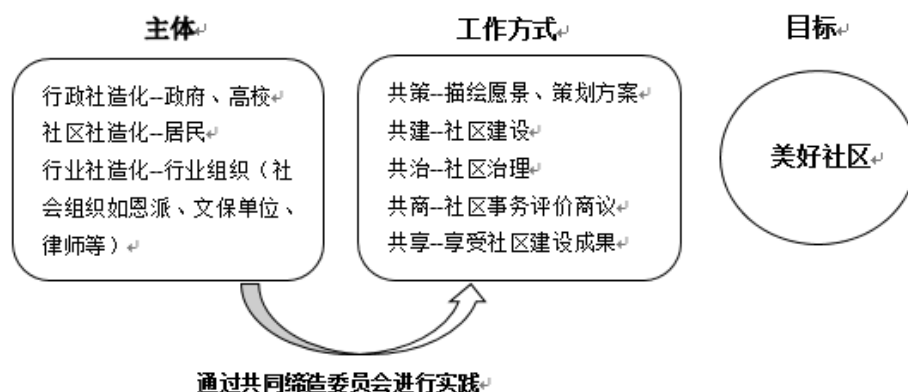 主体
行政社造化--政府、高校
社区社造化--居民
行业社造化--行业组织（社
会组织如恩派、文保单位、
律师等）
工作方式
共策--描绘愿景、策划方案
共建--社区建设
共治--社区治理
共商--社区事务评价商议
共享--享受社区建设成果
目标
美好社区
通过共同缔造委员会进行实践